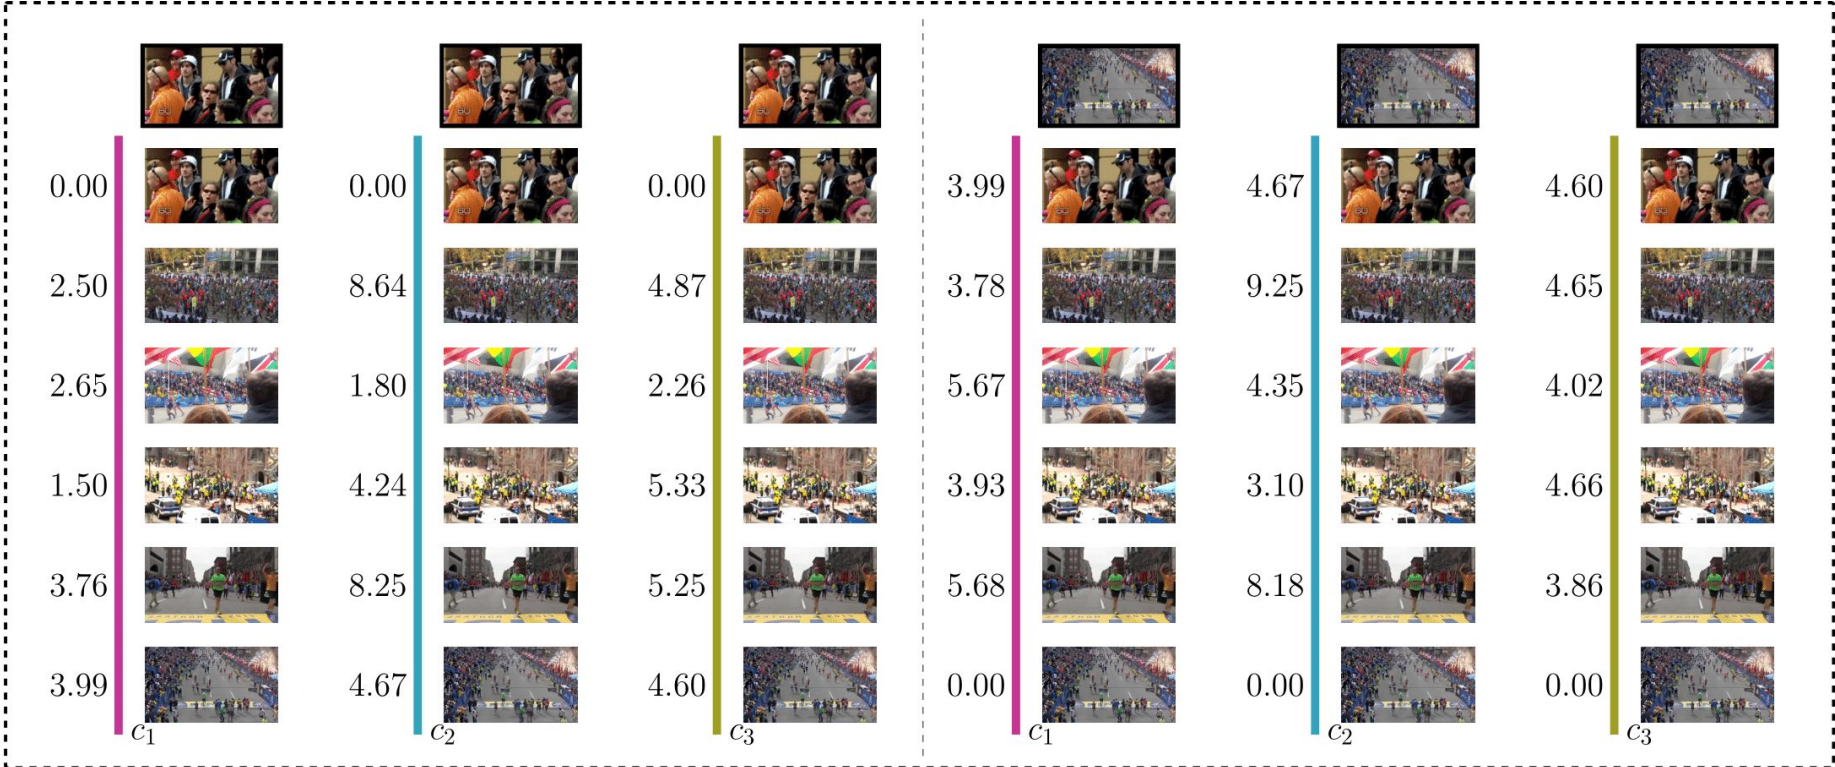 0.00 0.00 0.00 3.99 4.67 4.60
2.50 8.64 4.87 3.78 9.25 4.65
2.65 1.80 2.26 5.67 4.35 4.02
1.50 4.24 5.33 3.93 3.10 4.66
3.76 8.25 5.25 5.68 8.18 3.86
3.99 4.67 4.60 0.00 0.00 0.00
c₁ c₂ c₃ c₁ c₂ c₃